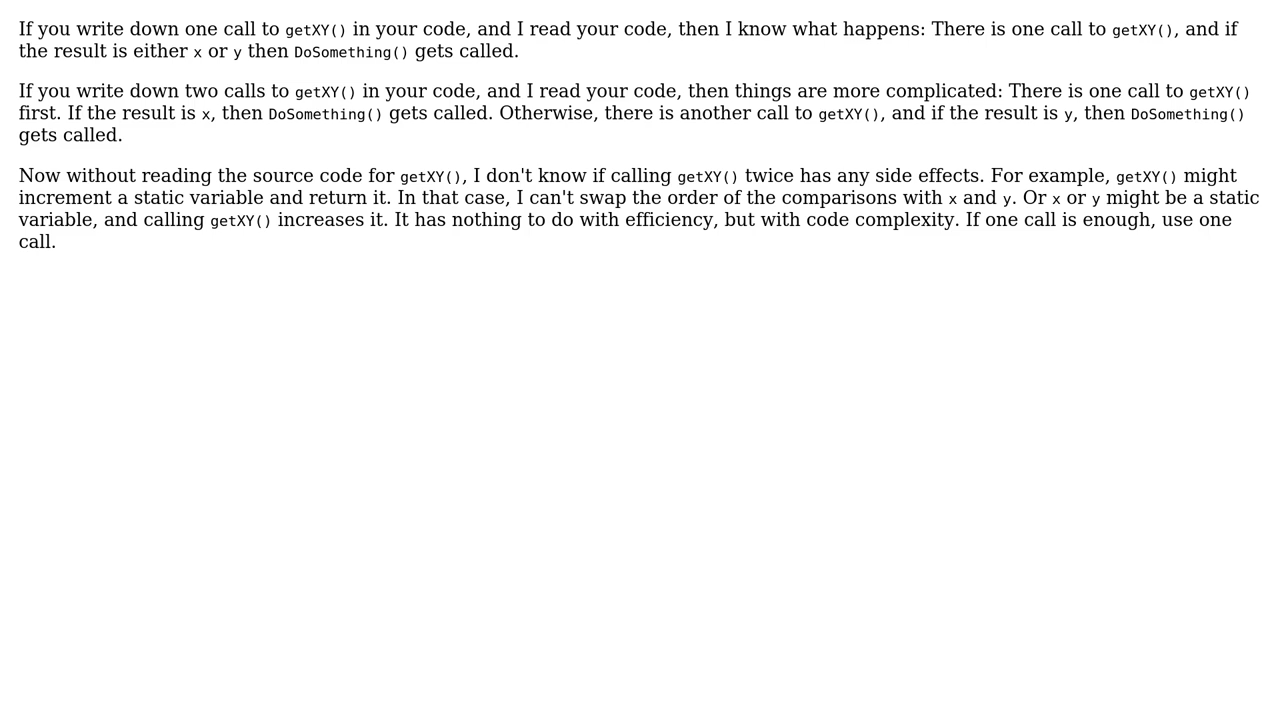 If you write down one call to getXY() in your code, and I read your code, then I know what happens: There is one call to getXY(), and if
the result is either x or y then DoSomething() gets called.
If you write down two calls to getXY() in your code, and I read your code, then things are more complicated: There is one call to getXY()
first. If the result is x, then DoSomething() gets called. Otherwise, there is another call to getXY(), and if the result is y, then DoSomething()
gets called.
Now without reading the source code for getXY(), I don't know if calling getXY() twice has any side effects. For example, getXY() might
increment a static variable and return it. In that case, I can't swap the order of the comparisons with x and y. Or x or y might be a static
variable, and calling getXY() increases it. It has nothing to do with efficiency, but with code complexity. If one call is enough, use one
call.